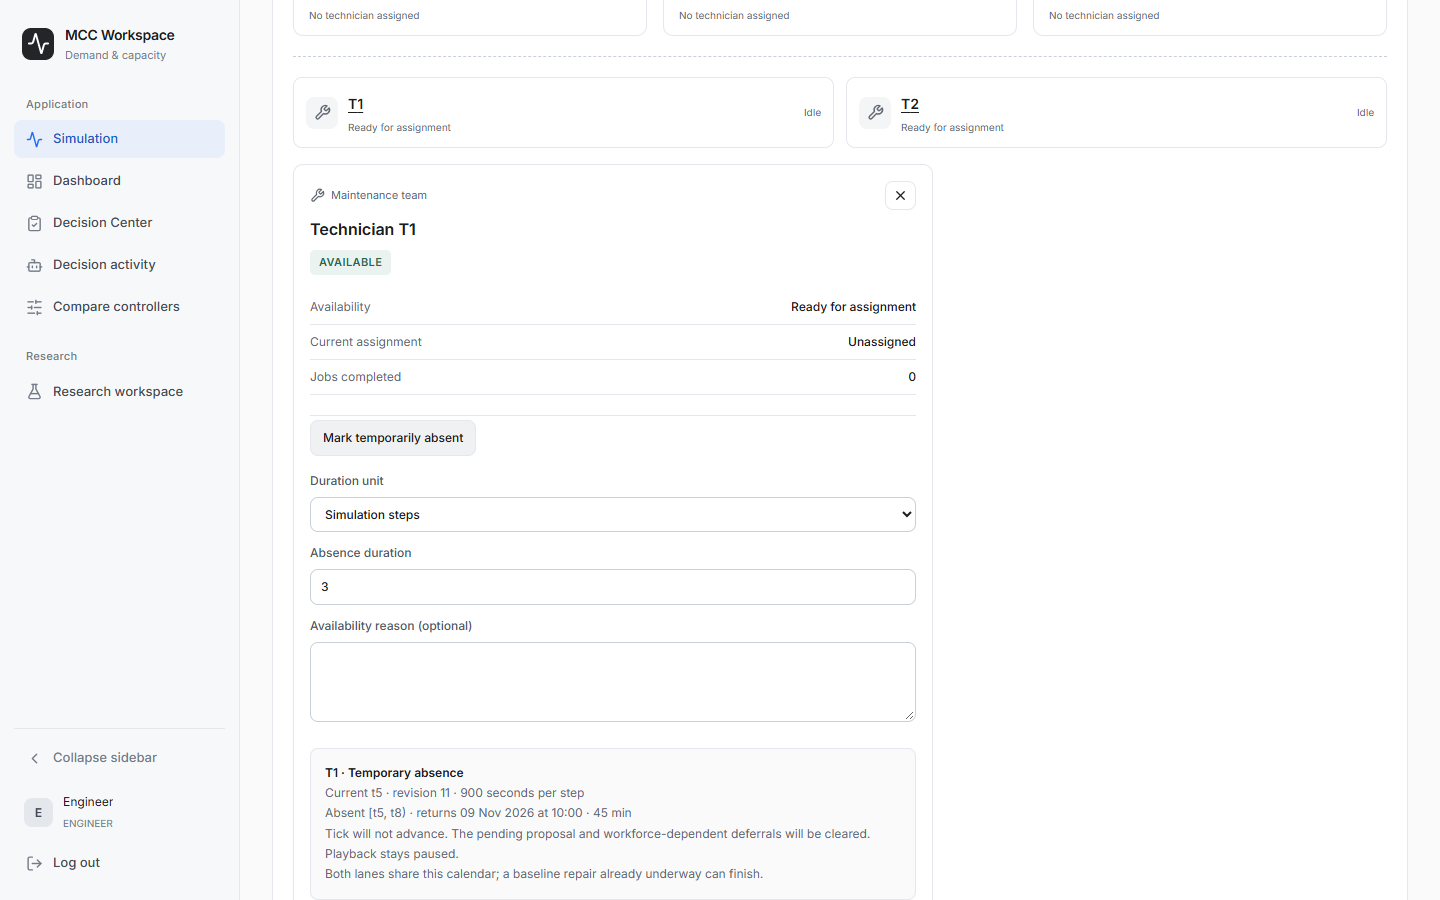 MCC Workspace
Demand & capacity
Application
Simulation
Dashboard
Decision Center
Decision activity
Compare controllers
Research
Research workspace
Collapse sidebar
E
Engineer
ENGINEER
Log out
No technician assigned
No technician assigned
No technician assigned
T1
Ready for assignment
Idle
T2
Ready for assignment
Idle
Maintenance team
Technician T1
AVAILABLE
Availability
Ready for assignment
Current assignment
Unassigned
Jobs completed
0
Mark temporarily absent
Duration unit
Simulation steps
Absence duration
3
Availability reason (optional)
T1 · Temporary absence
Current t5 · revision 11 · 900 seconds per step
Absent [t5, t8) · returns 09 Nov 2026 at 10:00 · 45 min
Tick will not advance. The pending proposal and workforce-dependent deferrals will be cleared.
Playback stays paused.
Both lanes share this calendar; a baseline repair already underway can finish.